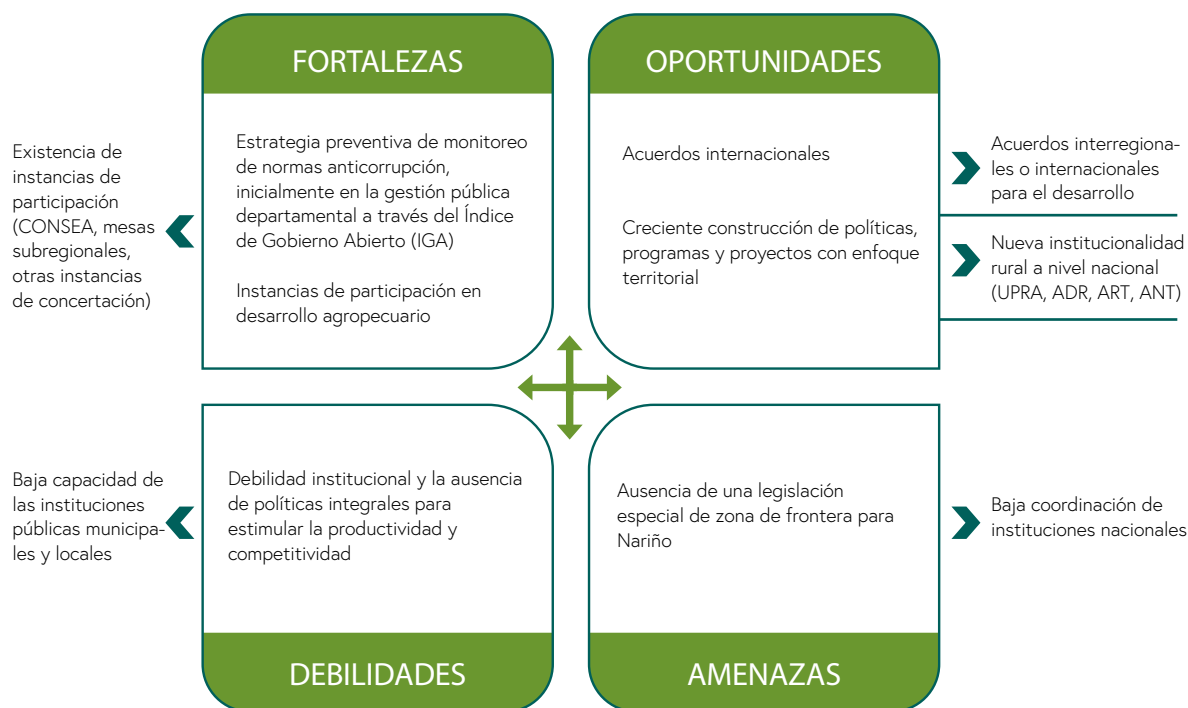 FORTALEZAS
Estrategia preventiva de monitoreo
de normas anticorrupción,
inicialmente en la gestión pública
departamental a través del Índice
de Gobierno Abierto (IGA)
Instancias de participación en
desarrollo agropecuario
Existencia de
instancias de
participación
(CONSEA, mesas
subregionales,
otras instancias
de concertación)
OPORTUNIDADES
Acuerdos internacionales
Creciente construcción de políticas,
programas y proyectos con enfoque
territorial
Acuerdos interregiona-
les o internacionales
para el desarrollo
Nueva institucionalidad
rural a nivel nacional
(UPRA, ADR, ART, ANT)
Baja capacidad de
las instituciones
públicas municipa-
les y locales
Debilidad institucional y la ausencia
de políticas integrales para
estimular la productividad y
competitividad
DEBILIDADES
Ausencia de una legislación
especial de zona de frontera para
Nariño
Baja coordinación de
instituciones nacionales
AMENAZAS